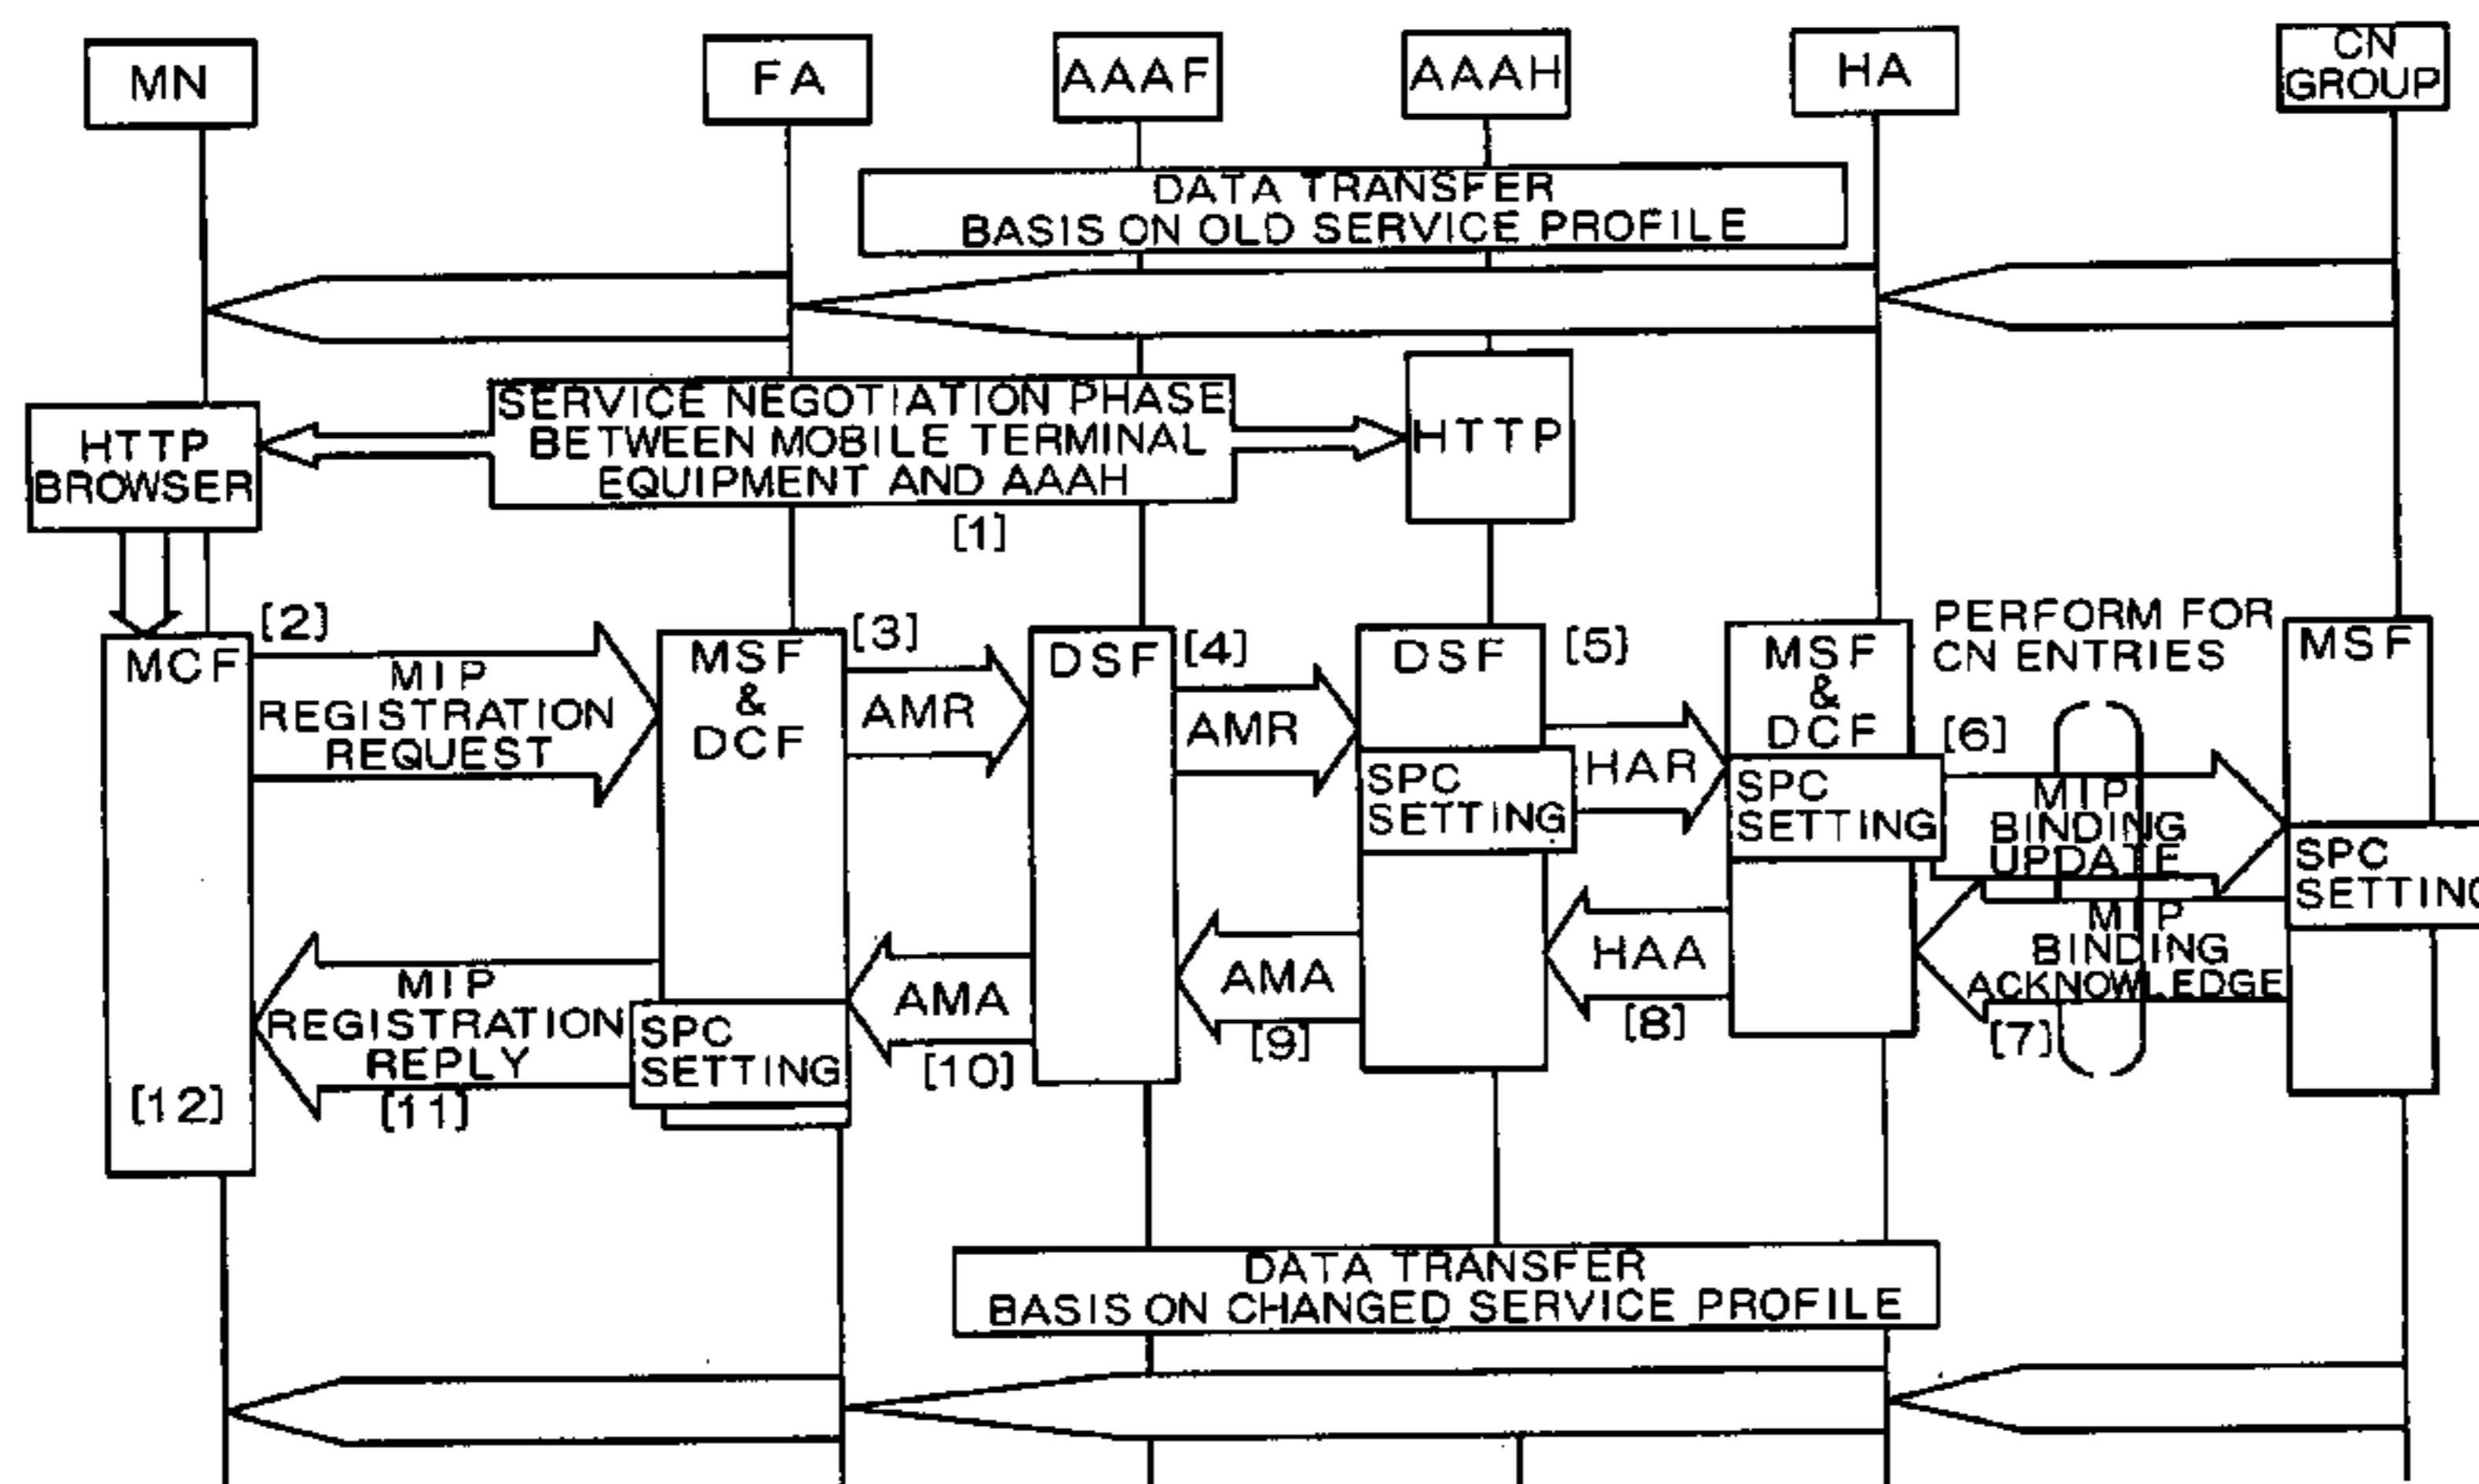 MN
FA
AAAF
AAAH
HA
CN
GROUP
DATA TRANSFER
BASIS ON OLD SERVICE PROFILE
HTTP
BROWSER
SERVICE NEGOTIATION PHASE
BETWEEN MOBILE TERMINAL
EQUIPMENT AND AAAH
[1]
HTTP
MCF
[2]
MIP
REGISTRATION
REQUEST
MSF
&
DCF
[3]
AMR
DSF
[4]
AMR
DSF
[5]
SPC
SETTING
HAR
MSF
&
DCF
SPC
SETTING
PERFORM FOR
CN ENTRIES
[6]
MIP
BINDING
UPDATE
MSF
SPC
SETTING
MIP
BINDING
ACKNOWLEDGE
[7]
HAA
[8]
AMA
[9]
AMA
[10]
SPC
SETTING
MIP
REGISTRATION
REPLY
[11]
[12]
DATA TRANSFER
BASIS ON CHANGED SERVICE PROFILE